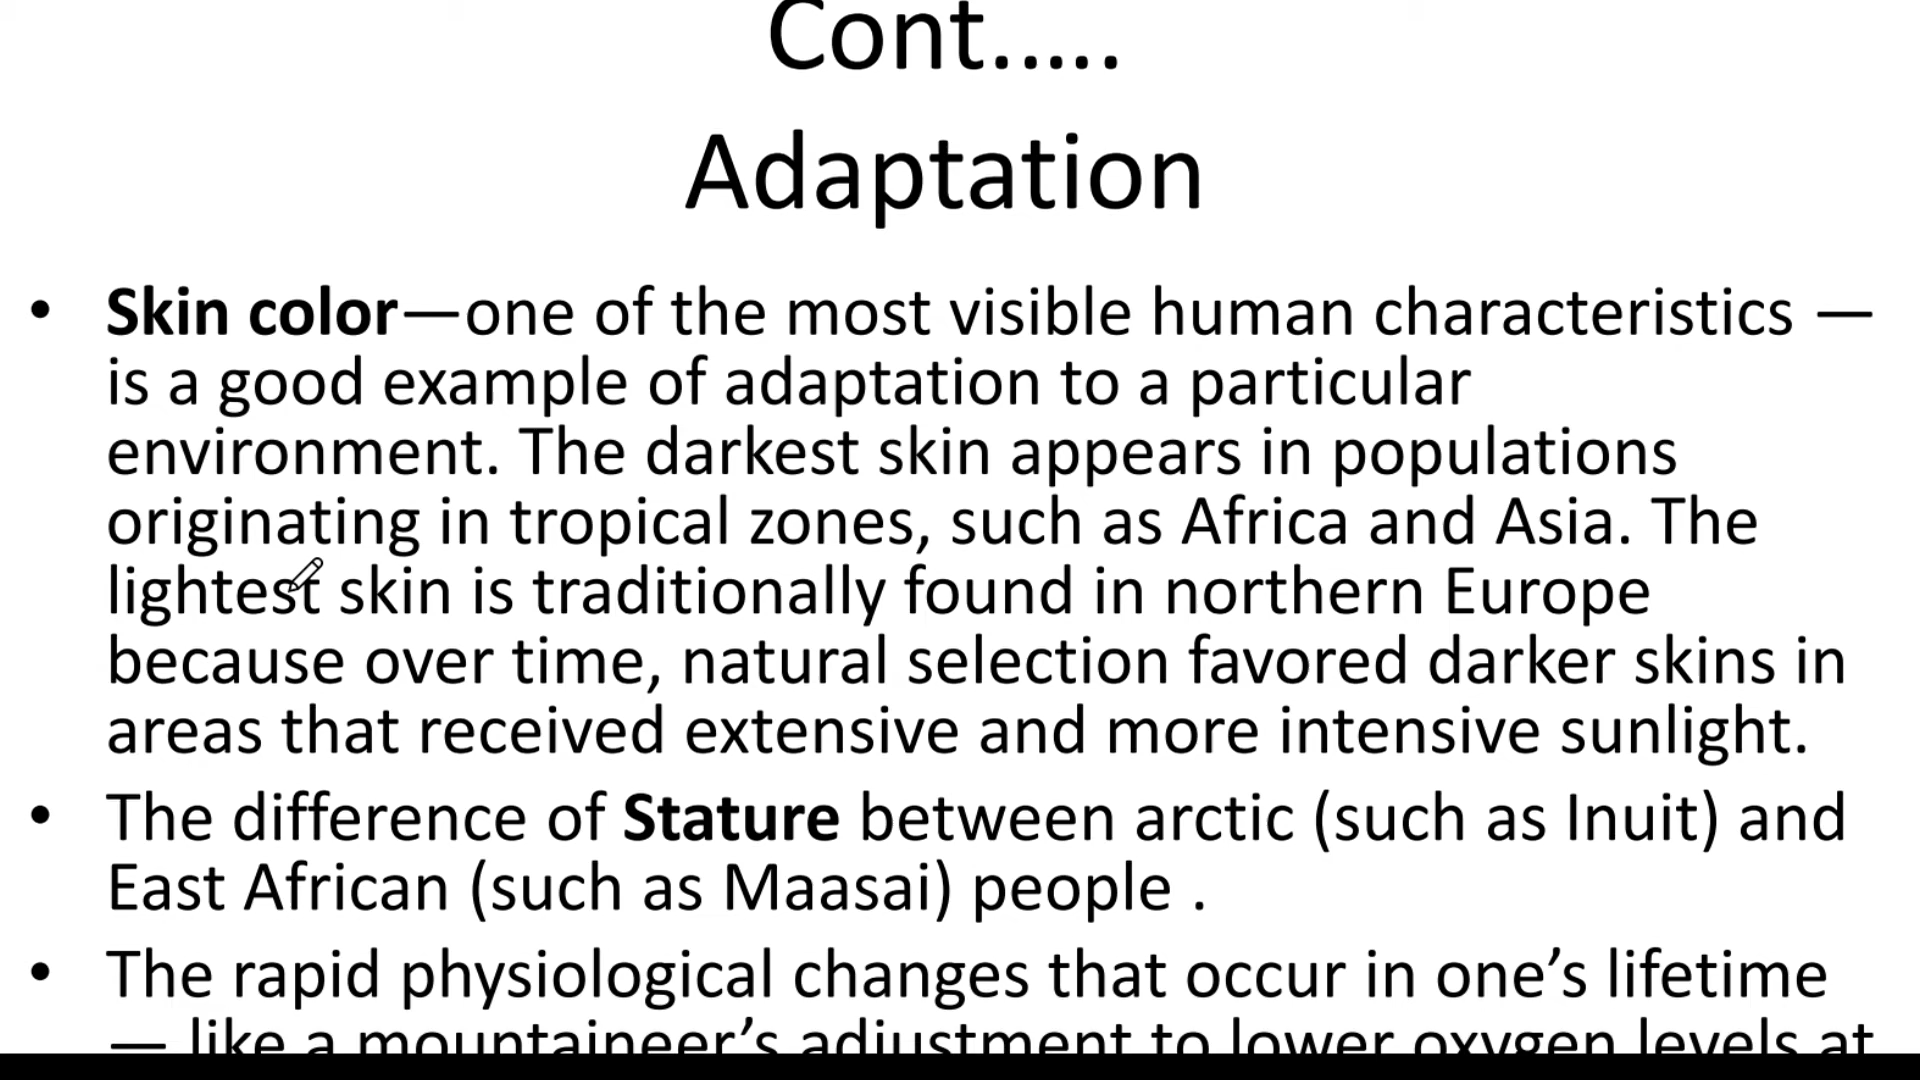 Cont.....
Adaptation
• Skin color—one of the most visible human characteristics —
is a good example of adaptation to a particular
environment. The darkest skin appears in populations
originating in tropical zones, such as Africa and Asia. The
lightest skin is traditionally found in northern Europe
because over time, natural selection favored darker skins in
areas that received extensive and more intensive sunlight.
• The difference of Stature between arctic (such as Inuit) and
East African (such as Maasai) people .
• The rapid physiological changes that occur in one’s lifetime
— like a mountaineer’s adjustment to lower oxygen levels at